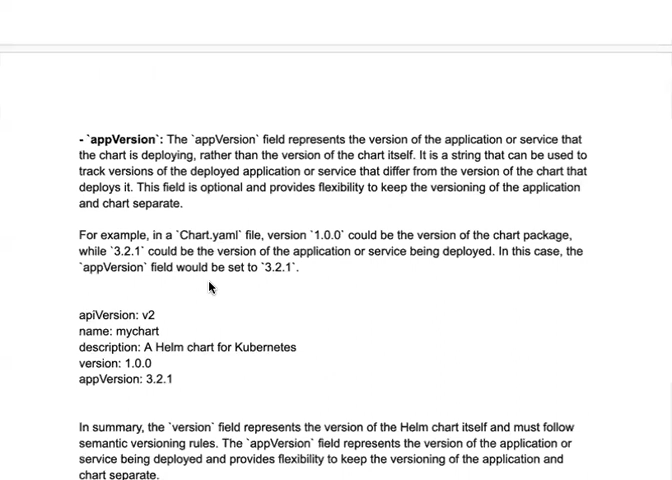 - `appVersion`: The `appVersion` field represents the version of the application or service that
the chart is deploying, rather than the version of the chart itself. It is a string that can be used to
track versions of the deployed application or service that differ from the version of the chart that
deploys it. This field is optional and provides flexibility to keep the versioning of the application
and chart separate.
For example, in a `Chart.yaml` file, version `1.0.0` could be the version of the chart package,
while `3.2.1` could be the version of the application or service being deployed. In this case, the
`appVersion` field would be set to `3.2.1`.
apiVersion: v2
name: mychart
description: A Helm chart for Kubernetes
version: 1.0.0
appVersion: 3.2.1
In summary, the `version` field represents the version of the Helm chart itself and must follow
semantic versioning rules. The `appVersion` field represents the version of the application or
service being deployed and provides flexibility to keep the versioning of the application and
chart separate.